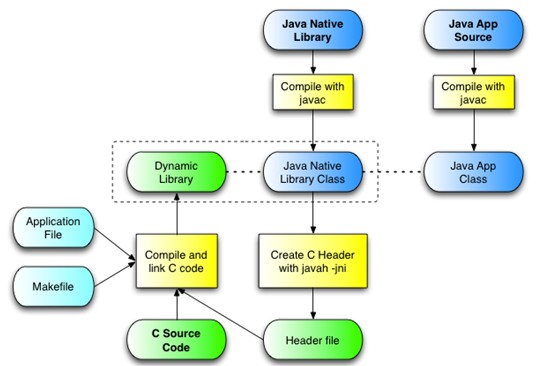 Java Native
Library
Java App
Source
Compile with
javac
Compile with
javac
Dynamic
Library
Java Native
Library Class
Java App
Class
Application
File
Makefile
Compile and
link C code
Create C Header
with javah -jni
C Source
Code
Header file